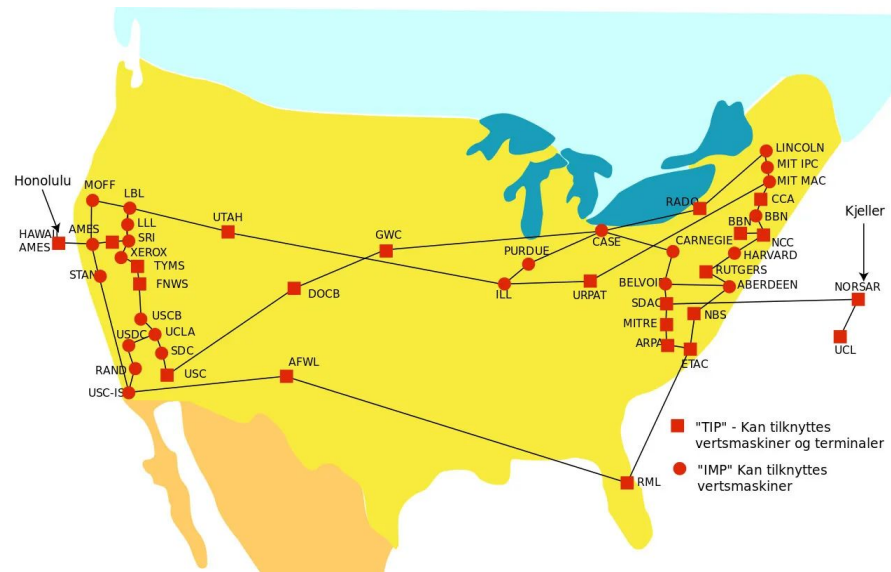 LINCOLN
MIT IPC
MIT MAC
CCA
BBN
BBN
NCC
HARVARD
RADO
RUTGERS
ABERDEEN
Kjeller
NORSAR
UCL
Honolulu
MOFF
LBL
LLL
AMES
SRI
HAWAII
AMES
XEROX
TYMS
STAN
FNWS
USCB
USDC
UCLA
SDC
RAND
USC
USC-IS
UTAH
GWC
DOCB
AFWL
PURDUE
CASE
ILL
URPAT
CARNEGIE
BELVOI
SDAC
NBS
MITRE
ARPA
ETAC
RML
"TIP" - Kan tilknyttes
vertsmaskiner og terminaler
"IMP" Kan tilknyttes
vertsmaskiner